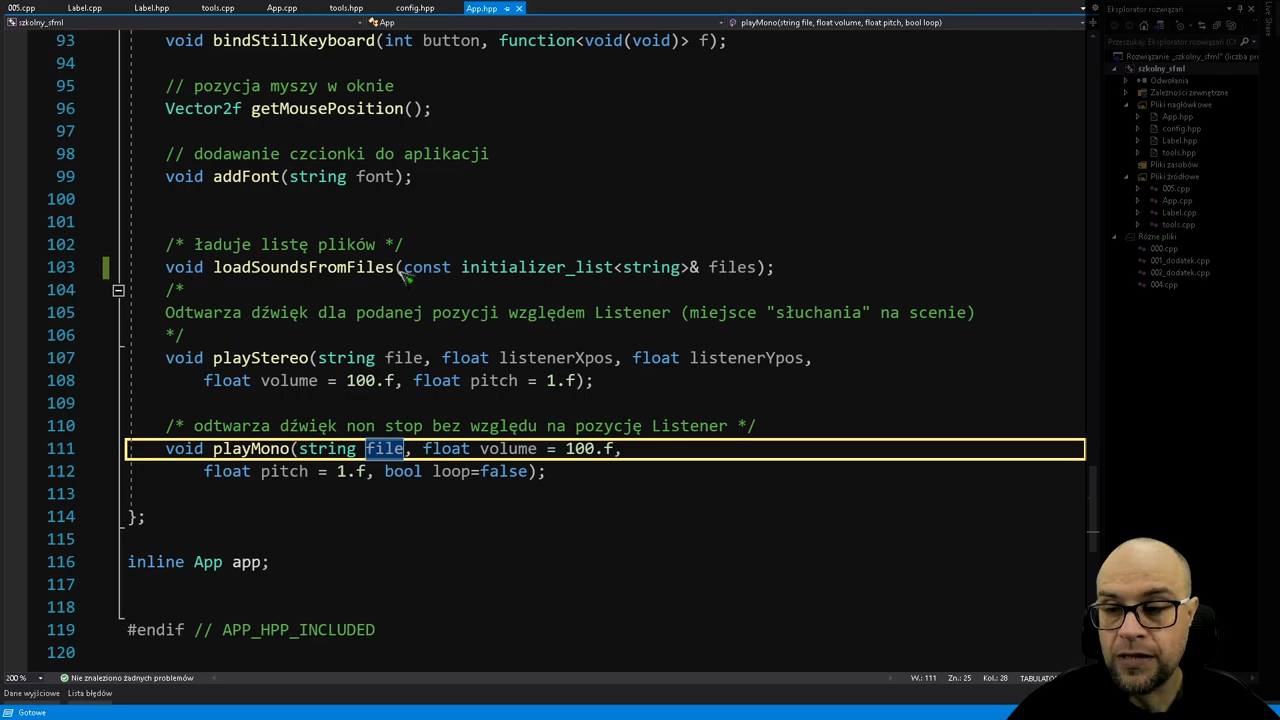 005.cpp Label.cpp Label.hpp tools.cpp App.cpp tools.hpp config.hpp App.hpp
szkolny_sfml App playMono(string file, float volume, float pitch, bool loop)
93 void bindStillKeyboard(int button, function<void(void)> f);
94
95 // pozycja myszy w oknie
96 Vector2f getMousePosition();
97
98 // dodawanie czcionki do aplikacji
99 void addFont(string font);
100
101
102 /* ładuje listę plików */
103 void loadSoundsFromFiles(const initializer_list<string>& files);
104 /*
105 Odtwarza dźwięk dla podanej pozycji względem Listener (miejsce "słuchania" na scenie)
106 */
107 void playStereo(string file, float listenerXpos, float listenerYpos,
108 float volume = 100.f, float pitch = 1.f);
109
110 /* odtwarza dźwięk non stop bez względu na pozycję Listener */
111 void playMono(string file, float volume = 100.f,
112 float pitch = 1.f, bool loop=false);
113
114 };
115
116 inline App app;
117
118
119 #endif // APP_HPP_INCLUDED
120
200 % Nie znaleziono żadnych problemów W.: 111 Zn.: 25 Kol.: 28 TABULATO
Dane wyjściowe Lista błędów
Gotowe
Eksplorator rozwiązań
Przeszukaj: Eksplorator rozwiązań (Ctrl
Rozwiązanie „szkolny_sfml” (liczba pro
szkolny_sfml
Odwołania
Zależności zewnętrzne
Pliki nagłówkowe
App.hpp
config.hpp
Label.hpp
tools.hpp
Pliki zasobów
Pliki źródłowe
005.cpp
App.cpp
Label.cpp
tools.cpp
Różne pliki
000.cpp
001_dodatek.cpp
002_dodatek.cpp
004.cpp
Live Share